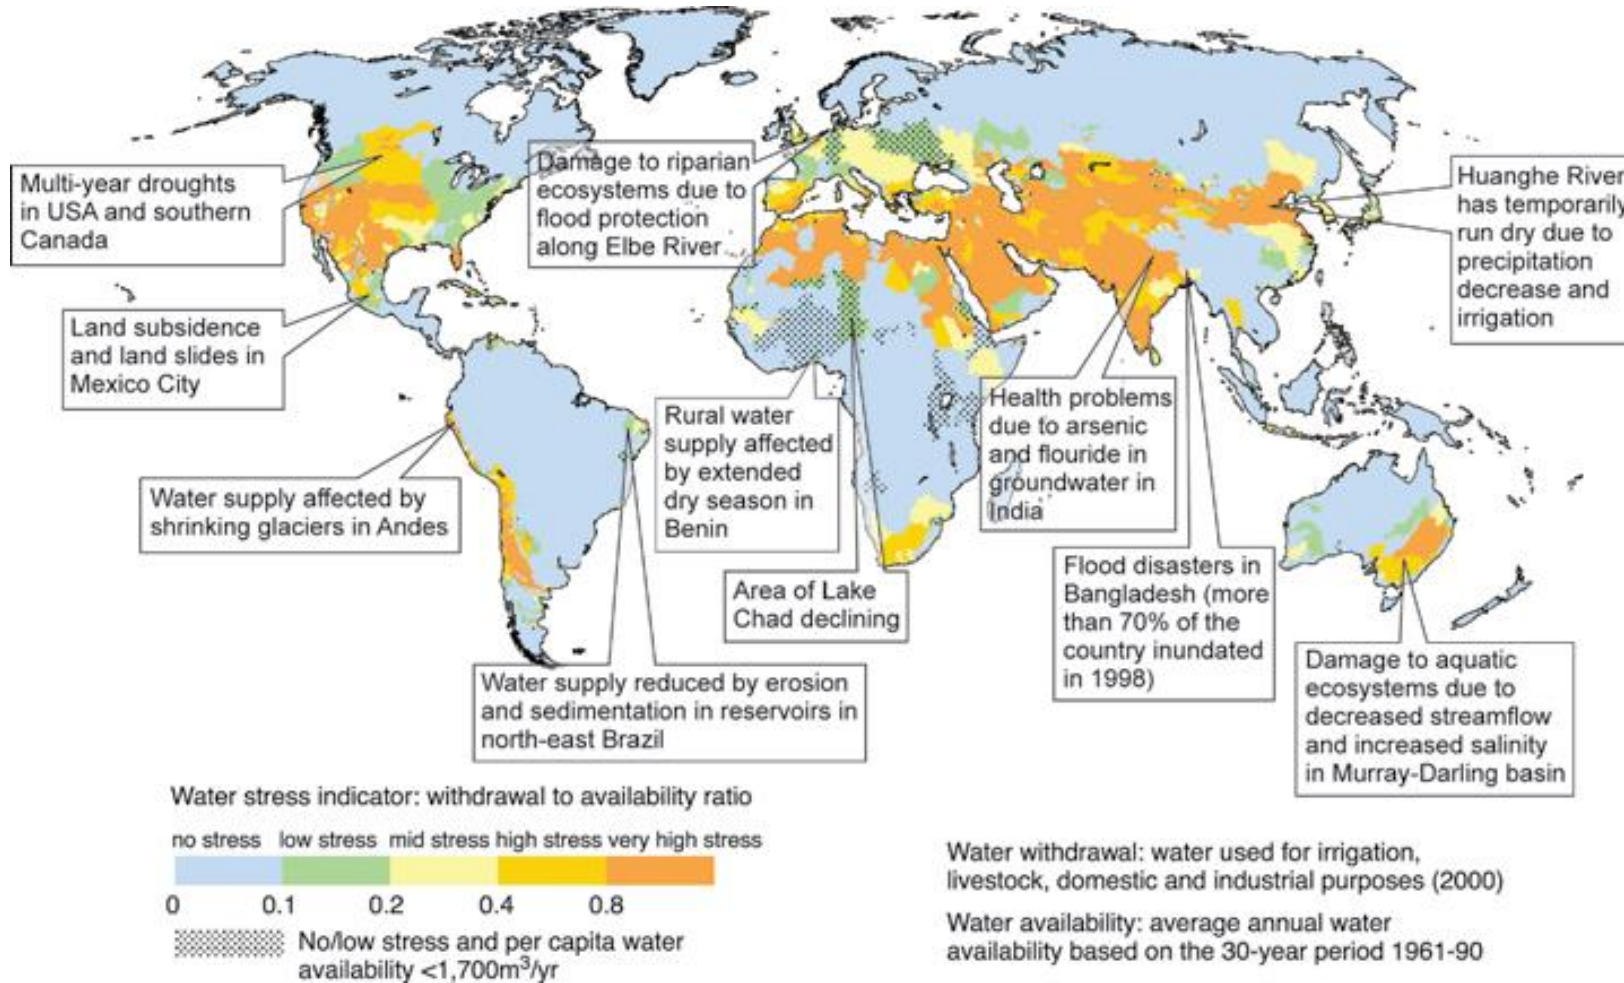 Multi-year droughts
in USA and southern
Canada
Damage to riparian
ecosystems due to
flood protection
along Elbe River
Huanghe River
has temporarily
run dry due to
precipitation
decrease and
irrigation
Land subsidence
and land slides in
Mexico City
Rural water
supply affected
by extended
dry season in
Benin
Health problems
due to arsenic
and flouride in
groundwater in
India
Water supply affected by
shrinking glaciers in Andes
Area of Lake
Chad declining
Flood disasters in
Bangladesh (more
than 70% of the
country inundated
in 1998)
Water supply reduced by erosion
and sedimentation in reservoirs in
north-east Brazil
Damage to aquatic
ecosystems due to
decreased streamflow
and increased salinity
in Murray-Darling basin
Water stress indicator: withdrawal to availability ratio
no stress low stress mid stress high stress very high stress
0 0.1 0.2 0.4 0.8
No/low stress and per capita water
availability <1,700m³/yr
Water withdrawal: water used for irrigation,
livestock, domestic and industrial purposes (2000)
Water availability: average annual water
availability based on the 30-year period 1961-90